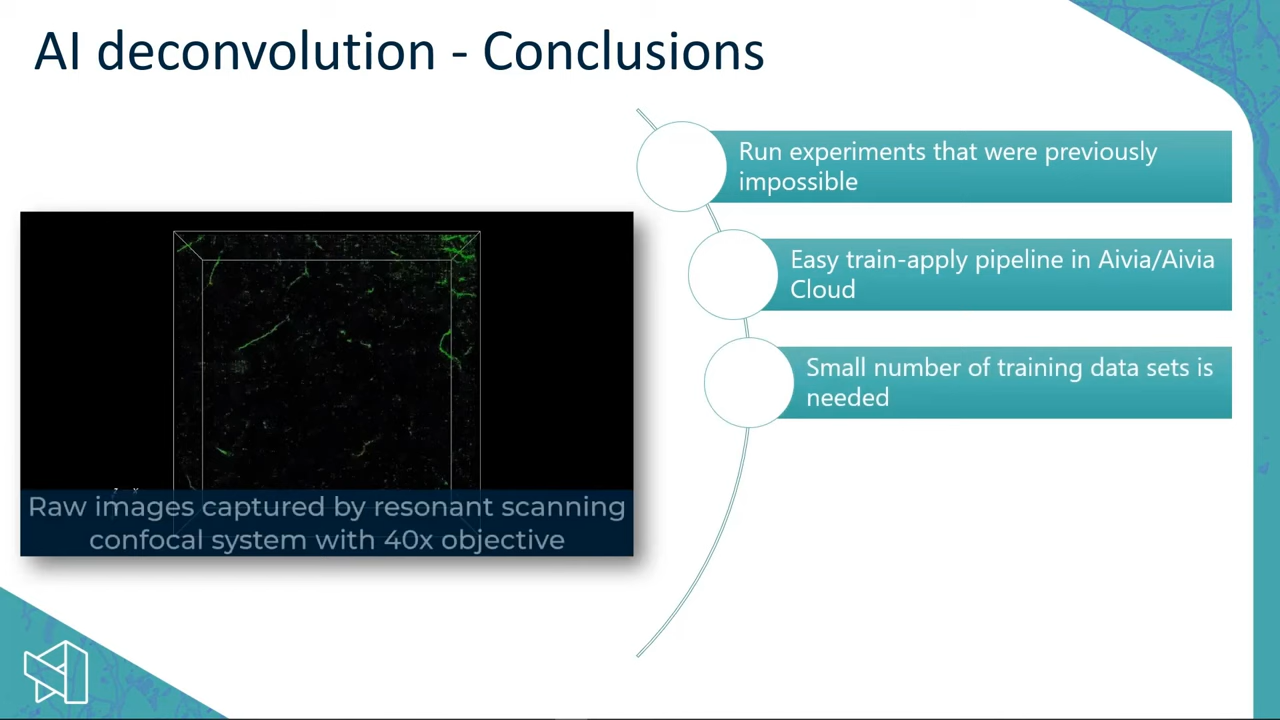 AI deconvolution - Conclusions
Run experiments that were previously
impossible
Easy train-apply pipeline in Aivia/Aivia
Cloud
Small number of training data sets is
needed
Raw images captured by resonant scanning
confocal system with 40x objective